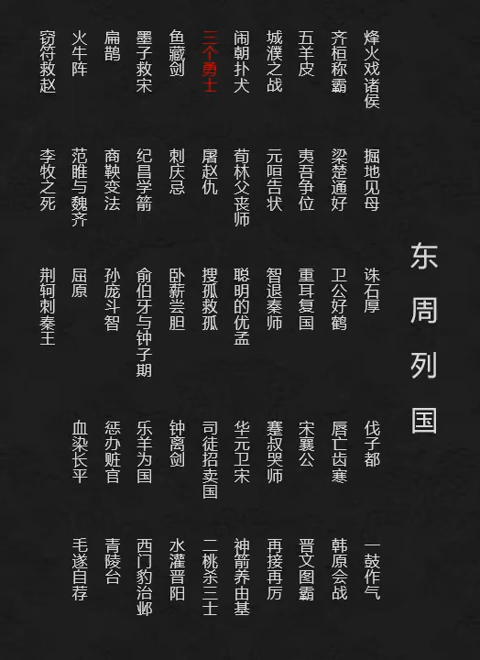 东周列国
烽火戏诸侯
掘地见母
诛石厚
伐子都
一鼓作气
齐桓称霸
梁楚通好
卫公好鹤
唇亡齿寒
韩原会战
五羊皮
夷吾争位
重耳复国
宋襄公
晋文图霸
城濮之战
元咺告状
智退秦师
蹇叔哭师
再接再厉
闹朝扑犬
荀林父丧师
聪明的优孟
华元卫宋
神箭养由基
三个勇士
屠赵仇
搜孤救孤
司徒招卖国
二桃杀三士
鱼藏剑
刺庆忌
卧薪尝胆
钟离剑
水灌晋阳
墨子救宋
纪昌学箭
俞伯牙与钟子期
乐羊为国
西门豹治邺
扁鹊
商鞅变法
孙庞斗智
惩办赃官
青陵台
火牛阵
范睢与魏齐
屈原
血染长平
毛遂自荐
窃符救赵
李牧之死
荆轲刺秦王